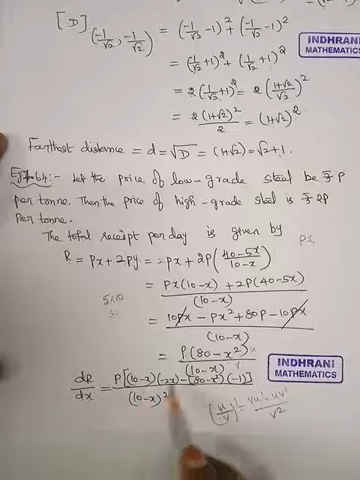 [D](-1/√2, -1/√2) = (-1/√2 - 1)² + (-1/√2 - 1)²
INDHRANI
MATHEMATICS
= (1/√2 + 1)² + (1/√2 + 1)²
= 2(1/√2 + 1)² = 2((1+√2)/√2)²
= 2(1+√2)²/2 = (1+√2)²
Farthest distance = d = √D = (1+√2) = √2+1.
:- Let the price of low-grade steel be ₹ P
per tonne. Then the price of high-grade steel is ₹ 2P
Per tonne.
The total receipt per day is given by
Px
R = Px + 2Py = Px + 2P((40-5x)/(10-x))
= (Px(10-x) + 2P(40-5x))/(10-x)
5x10
= (10px - Px² + 80P - 10px)/(10-x)
= P(80-x²)/(10-x) u v
INDHRANI
MATHEMATICS
dR/dx = P[(10-x)(-2x) - (80-x²)(-1)]/(10-x)²
(u/v)' = (vu' - uv')/v²